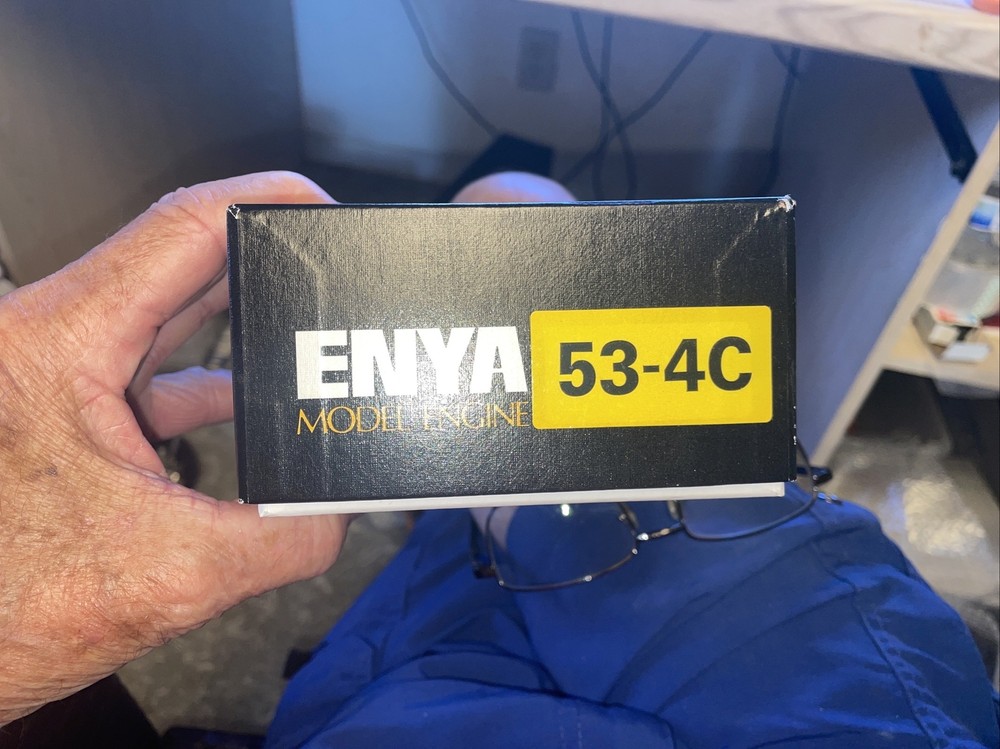 ENYA 53-4C
MODEL ENGINE